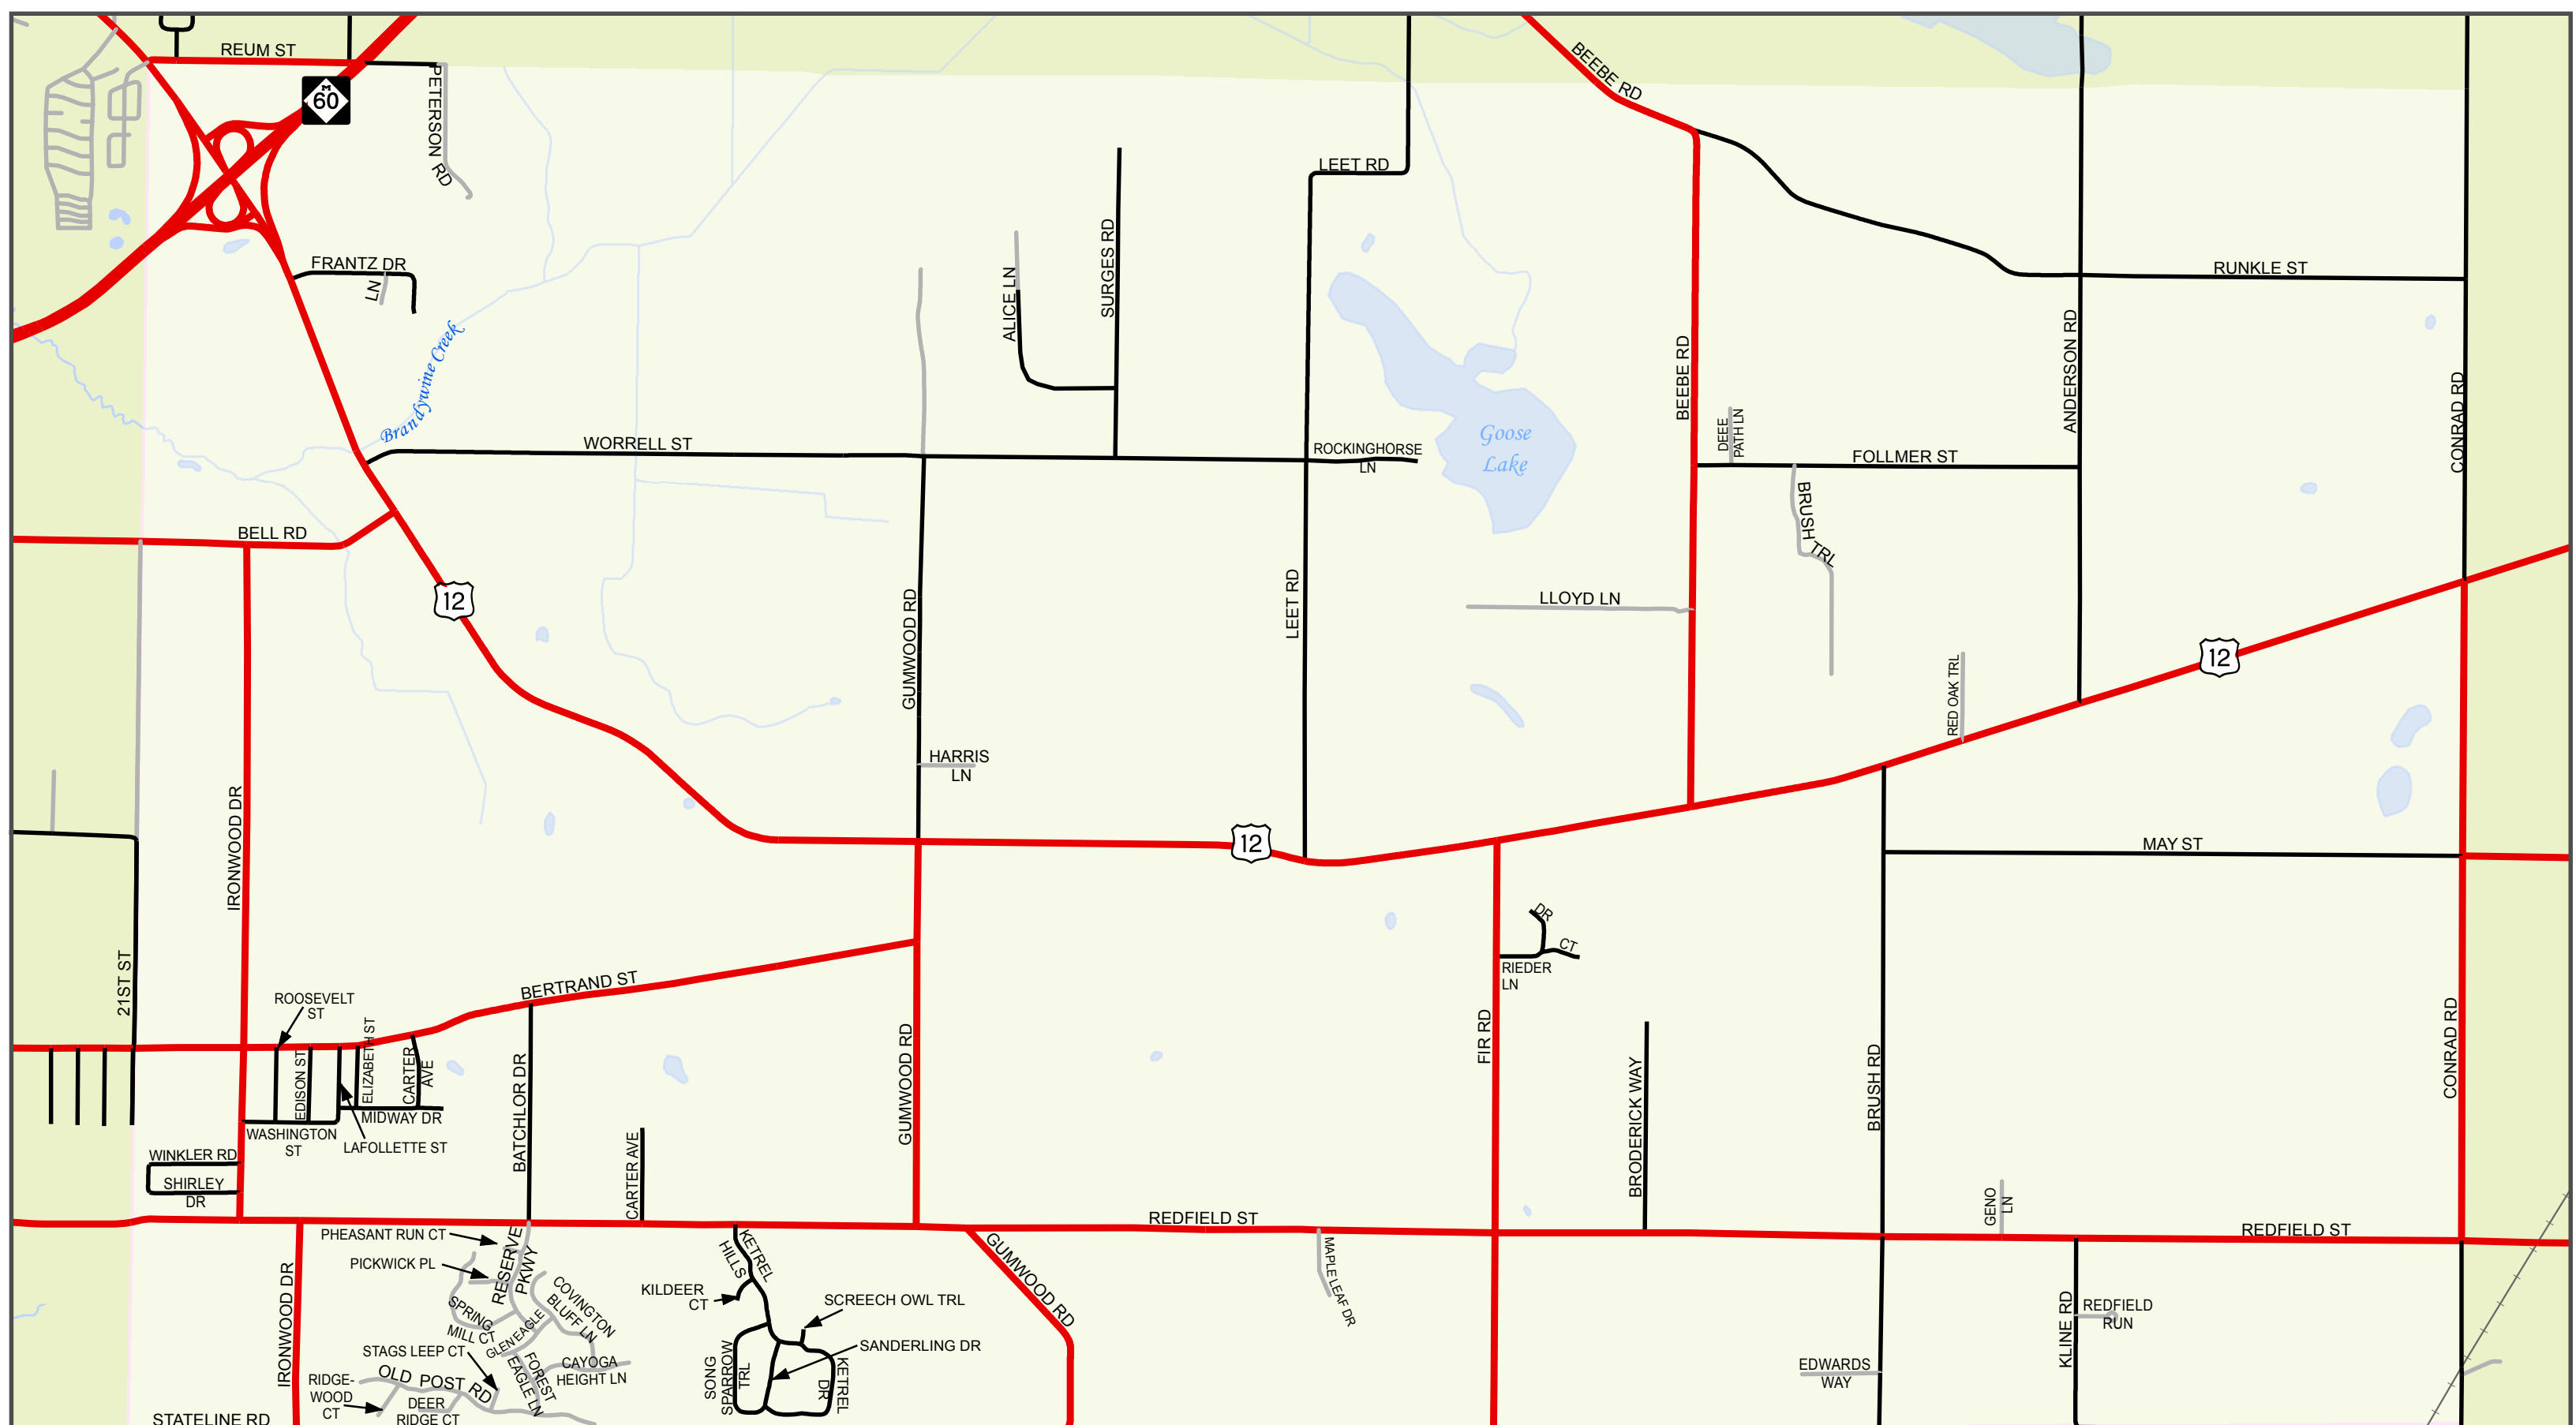 REUM ST
BEEBE RD
M
60
PETERSON RD
LEET RD
FRANTZ DR
LN
ALICE LN
SURGES RD
RUNKLE ST
Brandywine Creek
BEEBE RD
ANDERSON RD
CONRAD RD
WORRELL ST
ROCKINGHORSE
LN
Goose
Lake
DEEE
PATH LN
FOLLMER ST
BRUSH TRL
BELL RD
12
GUMWOOD RD
LEET RD
LLOYD LN
RED OAK TRL
12
HARRIS
LN
12
MAY ST
IRONWOOD DR
21ST ST
BERTRAND ST
DR
CT
RIEDER
LN
ROOSEVELT
ST
EDISON ST
ELIZABETH ST
CARTER
AVE
BATCHLOR DR
GUMWOOD RD
FIR RD
BRODERICK WAY
BRUSH RD
CONRAD RD
MIDWAY DR
WASHINGTON
ST
LAFOLLETTE ST
WINKLER RD
SHIRLEY
DR
CARTER AVE
GENO
LN
REDFIELD ST
REDFIELD ST
PHEASANT RUN CT
RESERVE
PKWY
PICKWICK PL
KETREL
HILLS
GUMWOOD RD
MAPLE LEAF DR
IRONWOOD DR
SPRING
MILL CT
COVINGTON
BLUFF LN
GLEN EAGLE
KILDEER
CT
SCREECH OWL TRL
SANDERLING DR
KLINE RD
REDFIELD
RUN
STAGS LEEP CT
FOREST
EAGLE LN
CAYOGA
HEIGHT LN
SONG
SPARROW
TRL
KETREL
DR
EDWARDS
WAY
OLD POST RD
RIDGE-
WOOD
CT
DEER
RIDGE CT
STATELINE RD